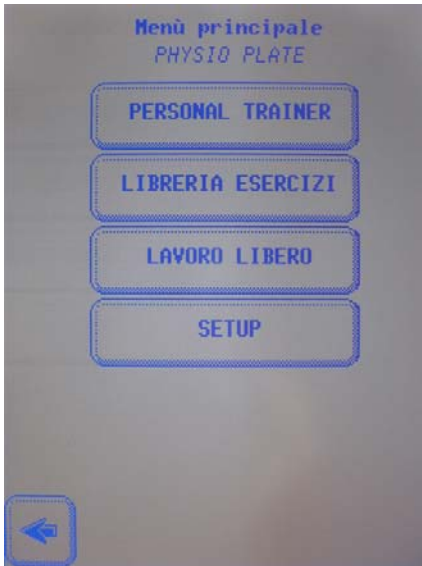 Menù principale
PHYSIO PLATE
PERSONAL TRAINER
LIBRERIA ESERCIZI
LAVORO LIBERO
SETUP